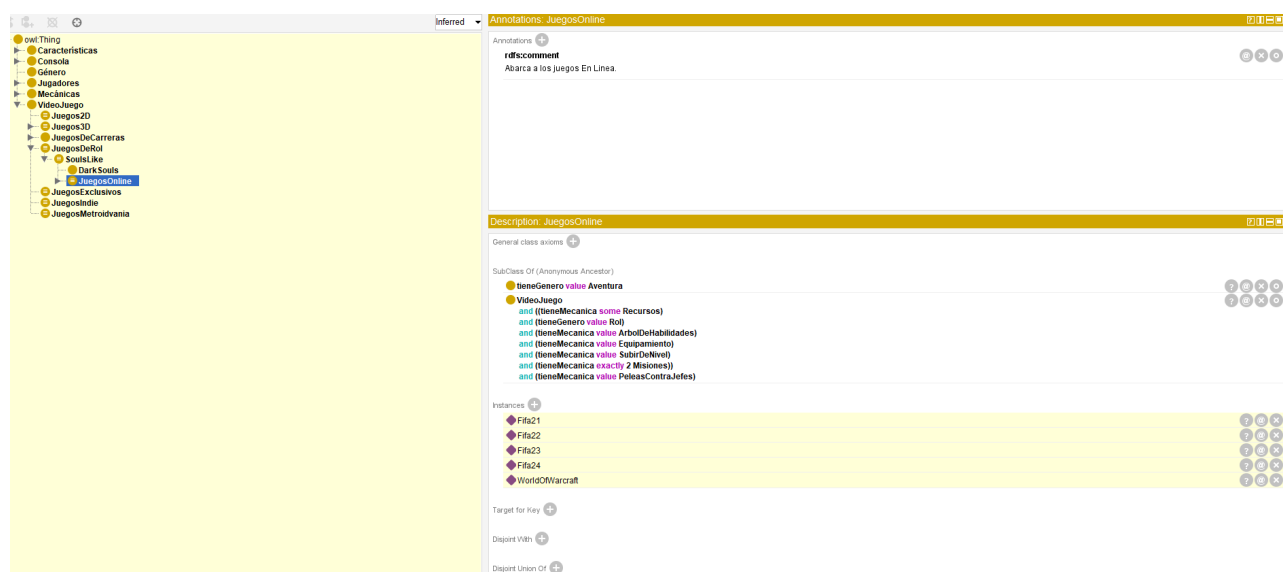 Inferred
owl:Thing
Características
Consola
Género
Jugadores
Mecánicas
VideoJuego
Juegos2D
Juegos3D
JuegosDeCarreras
JuegosDeRol
SoulsLike
DarkSouls
JuegosOnline
JuegosExclusivos
JuegosIndie
JuegosMetroidvania
Annotations: JuegosOnline
Annotations
rdfs:comment
Abarca a los juegos En Linea.
Description: JuegosOnline
General class axioms
SubClass Of (Anonymous Ancestor)
tieneGenero value Aventura
VideoJuego
and ((tieneMecanica some Recursos)
and (tieneGenero value Rol)
and (tieneMecanica value ArbolDeHabilidades)
and (tieneMecanica value Equipamiento)
and (tieneMecanica value SubirDeNivel)
and (tieneMecanica exactly 2 Misiones))
and (tieneMecanica value PeleasContraJefes)
Instances
Fifa21
Fifa22
Fifa23
Fifa24
WorldOfWarcraft
Target for Key
Disjoint With
Disjoint Union Of